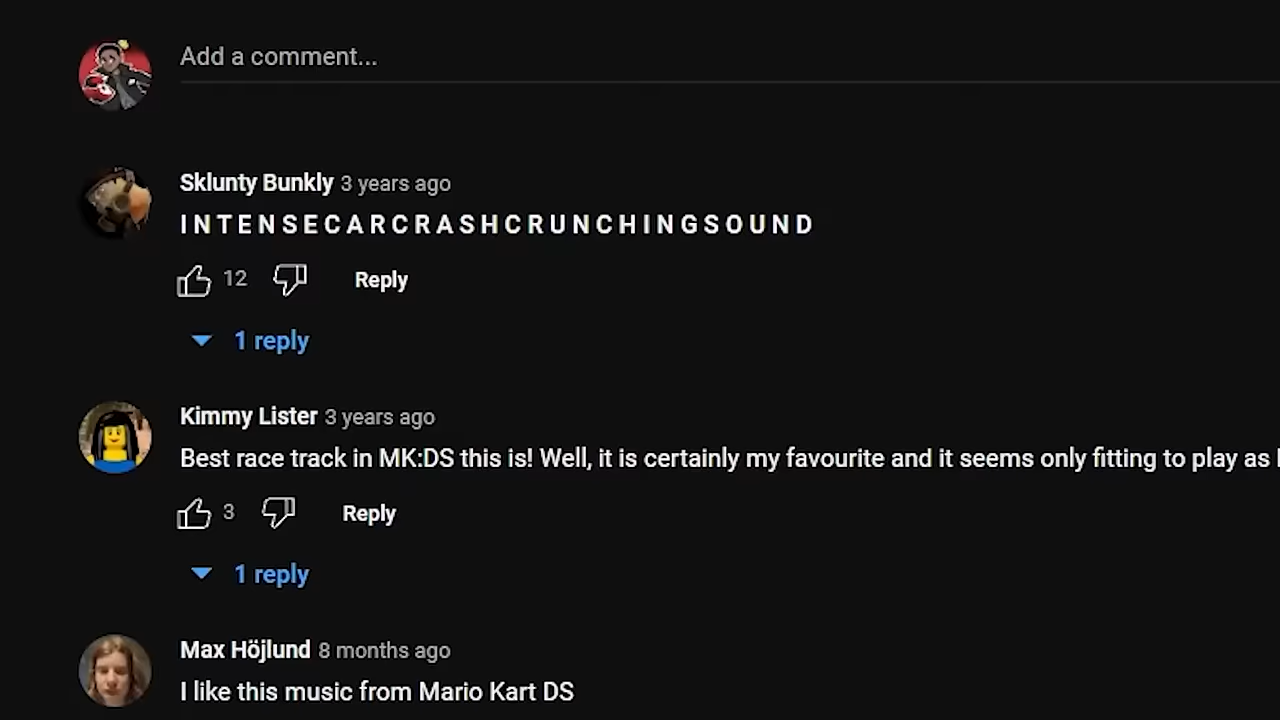 Add a comment...
Sklunty Bunkly 3 years ago
I N T E N S E C A R C R A S H C R U N C H I N G S O U N D
12 Reply
1 reply
Kimmy Lister 3 years ago
Best race track in MK:DS this is! Well, it is certainly my favourite and it seems only fitting to play as
3 Reply
1 reply
Max Höjlund 8 months ago
I like this music from Mario Kart DS